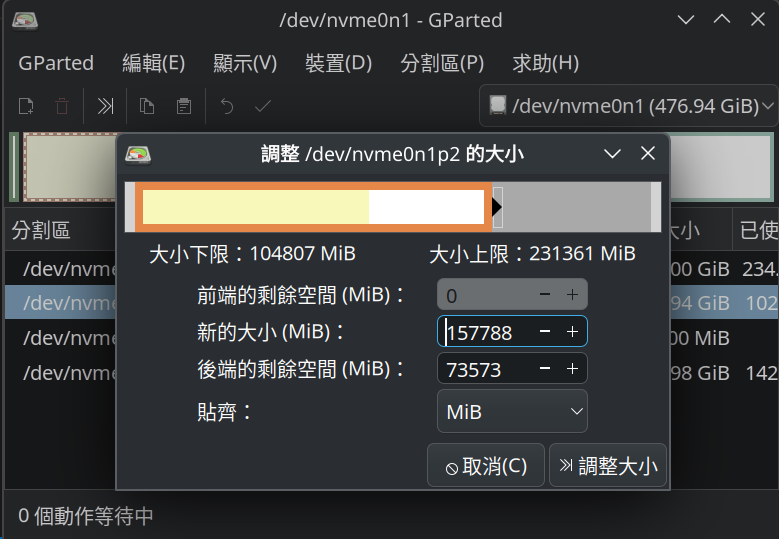 /dev/nvme0n1 - GParted
GParted 編輯(E) 顯示(V) 裝置(D) 分割區(P) 求助(H)
/dev/nvme0n1 (476.94 GiB)
調整 /dev/nvme0n1p2 的大小
大小下限：104807 MiB 大小上限：231361 MiB
前端的剩餘空間 (MiB)： 0
新的大小 (MiB)： 157788
後端的剩餘空間 (MiB)： 73573
貼齊： MiB
取消(C) 調整大小
分割區 大小 已使
/dev/nvme 00 GiB 234.
/dev/nvme 94 GiB 102
/dev/nvme 00 MiB
/dev/nvme 98 GiB 142
0 個動作等待中